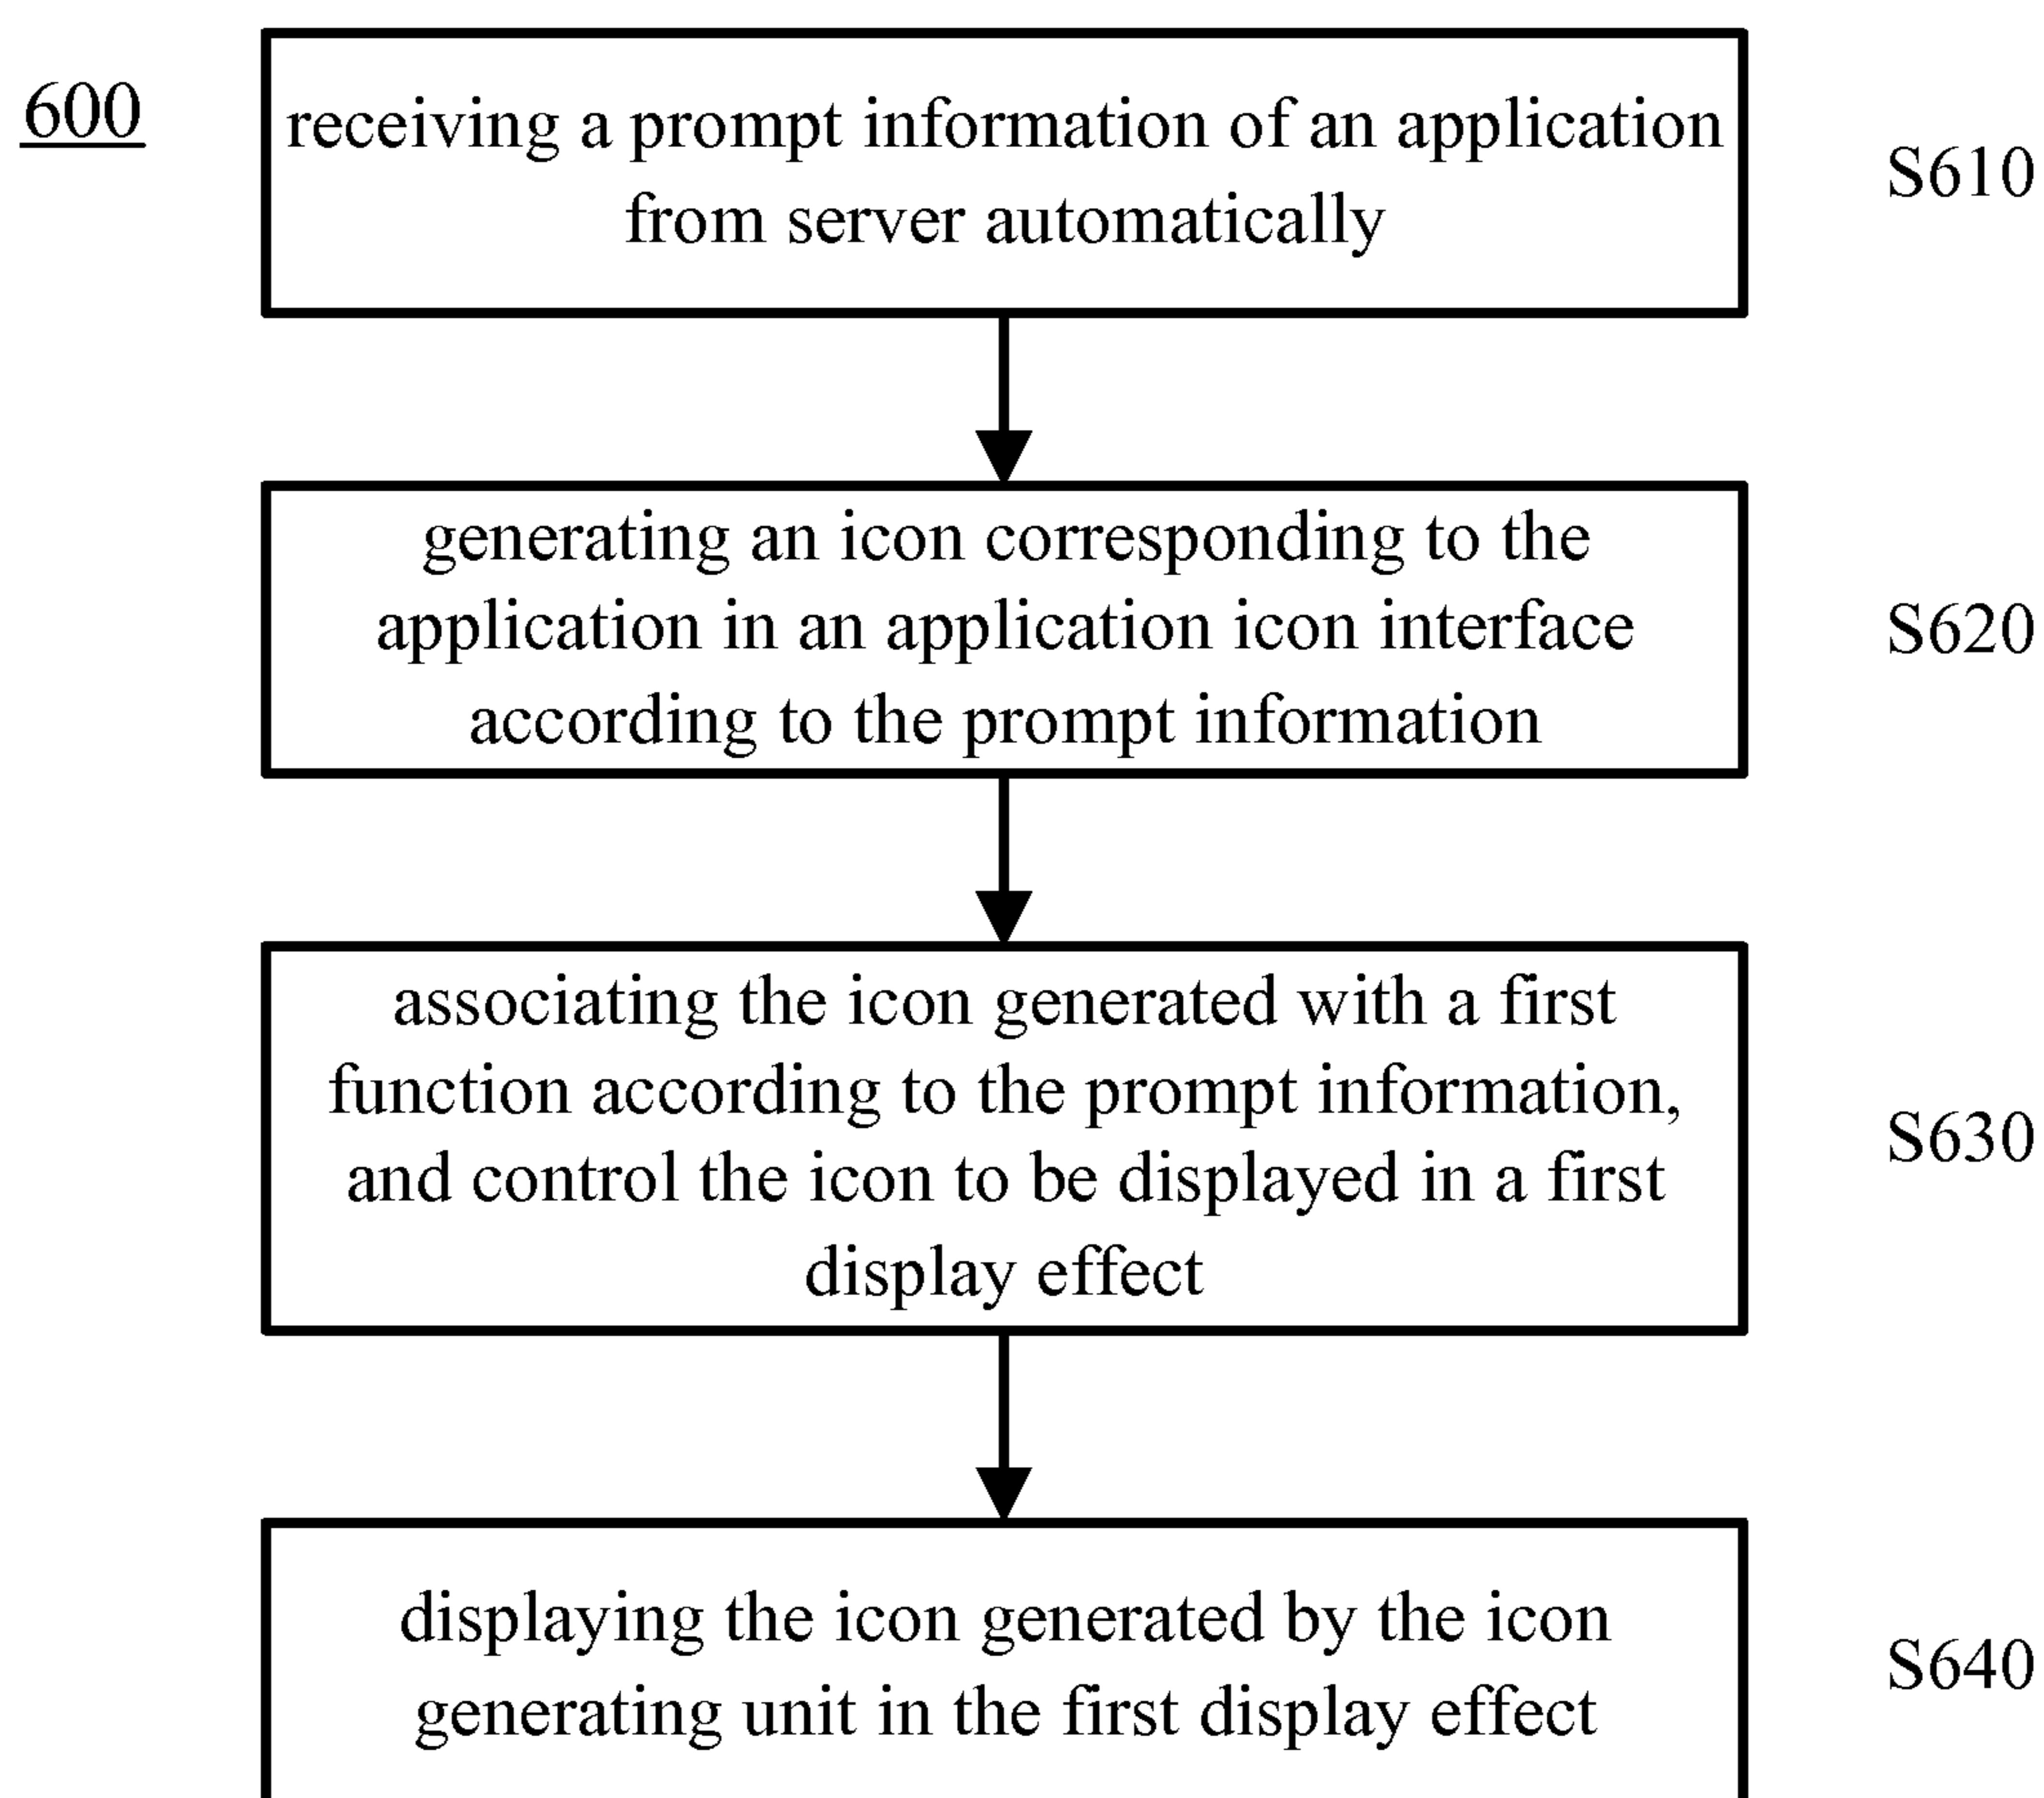 600
receiving a prompt information of an application
from server automatically
S610
generating an icon corresponding to the
application in an application icon interface
according to the prompt information
S620
associating the icon generated with a first
function according to the prompt information,
and control the icon to be displayed in a first
display effect
S630
displaying the icon generated by the icon
generating unit in the first display effect
S640